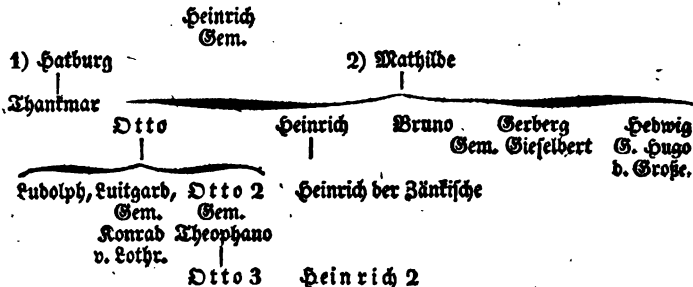 Heinrich
Gem.
1) Hatburg 2) Mathilde
Thankmar
Otto Heinrich Bruno Gerberg Hedwig
Gem. Gieselbert G. Hugo
d. Große.
Ludolph, Luitgard, Otto 2 Heinrich der Zänkische
Gem. Gem.
Konrad Theophano
v. Lothr.
Otto 3 Heinrich 2